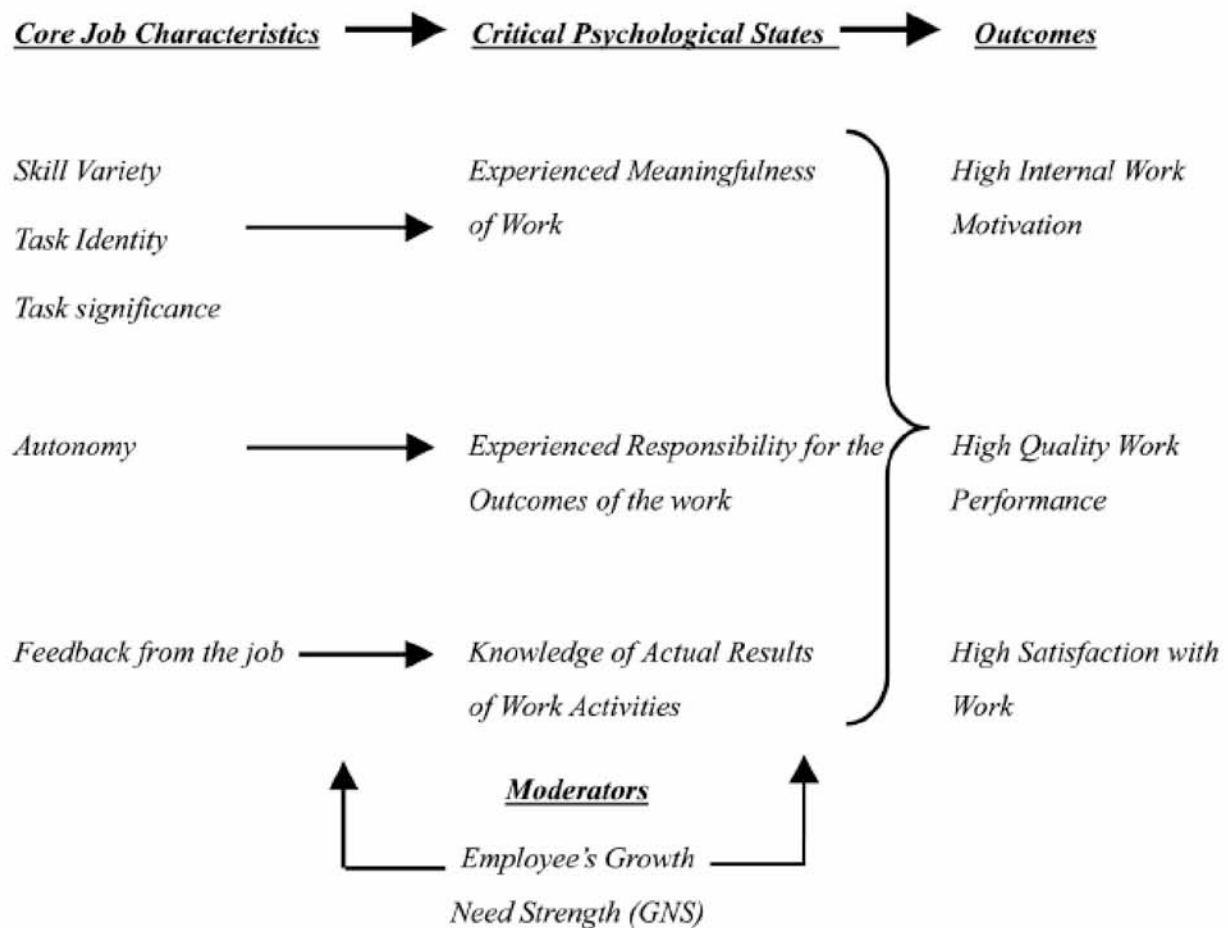 Core Job Characteristics
Critical Psychological States
Outcomes
Skill Variety
Task Identity
Task significance
Experienced Meaningfulness
of Work
High Internal Work
Motivation
Autonomy
Experienced Responsibility for the
Outcomes of the work
High Quality Work
Performance
Feedback from the job
Knowledge of Actual Results
of Work Activities
High Satisfaction with
Work
Moderators
Employee's Growth
Need Strength (GNS)